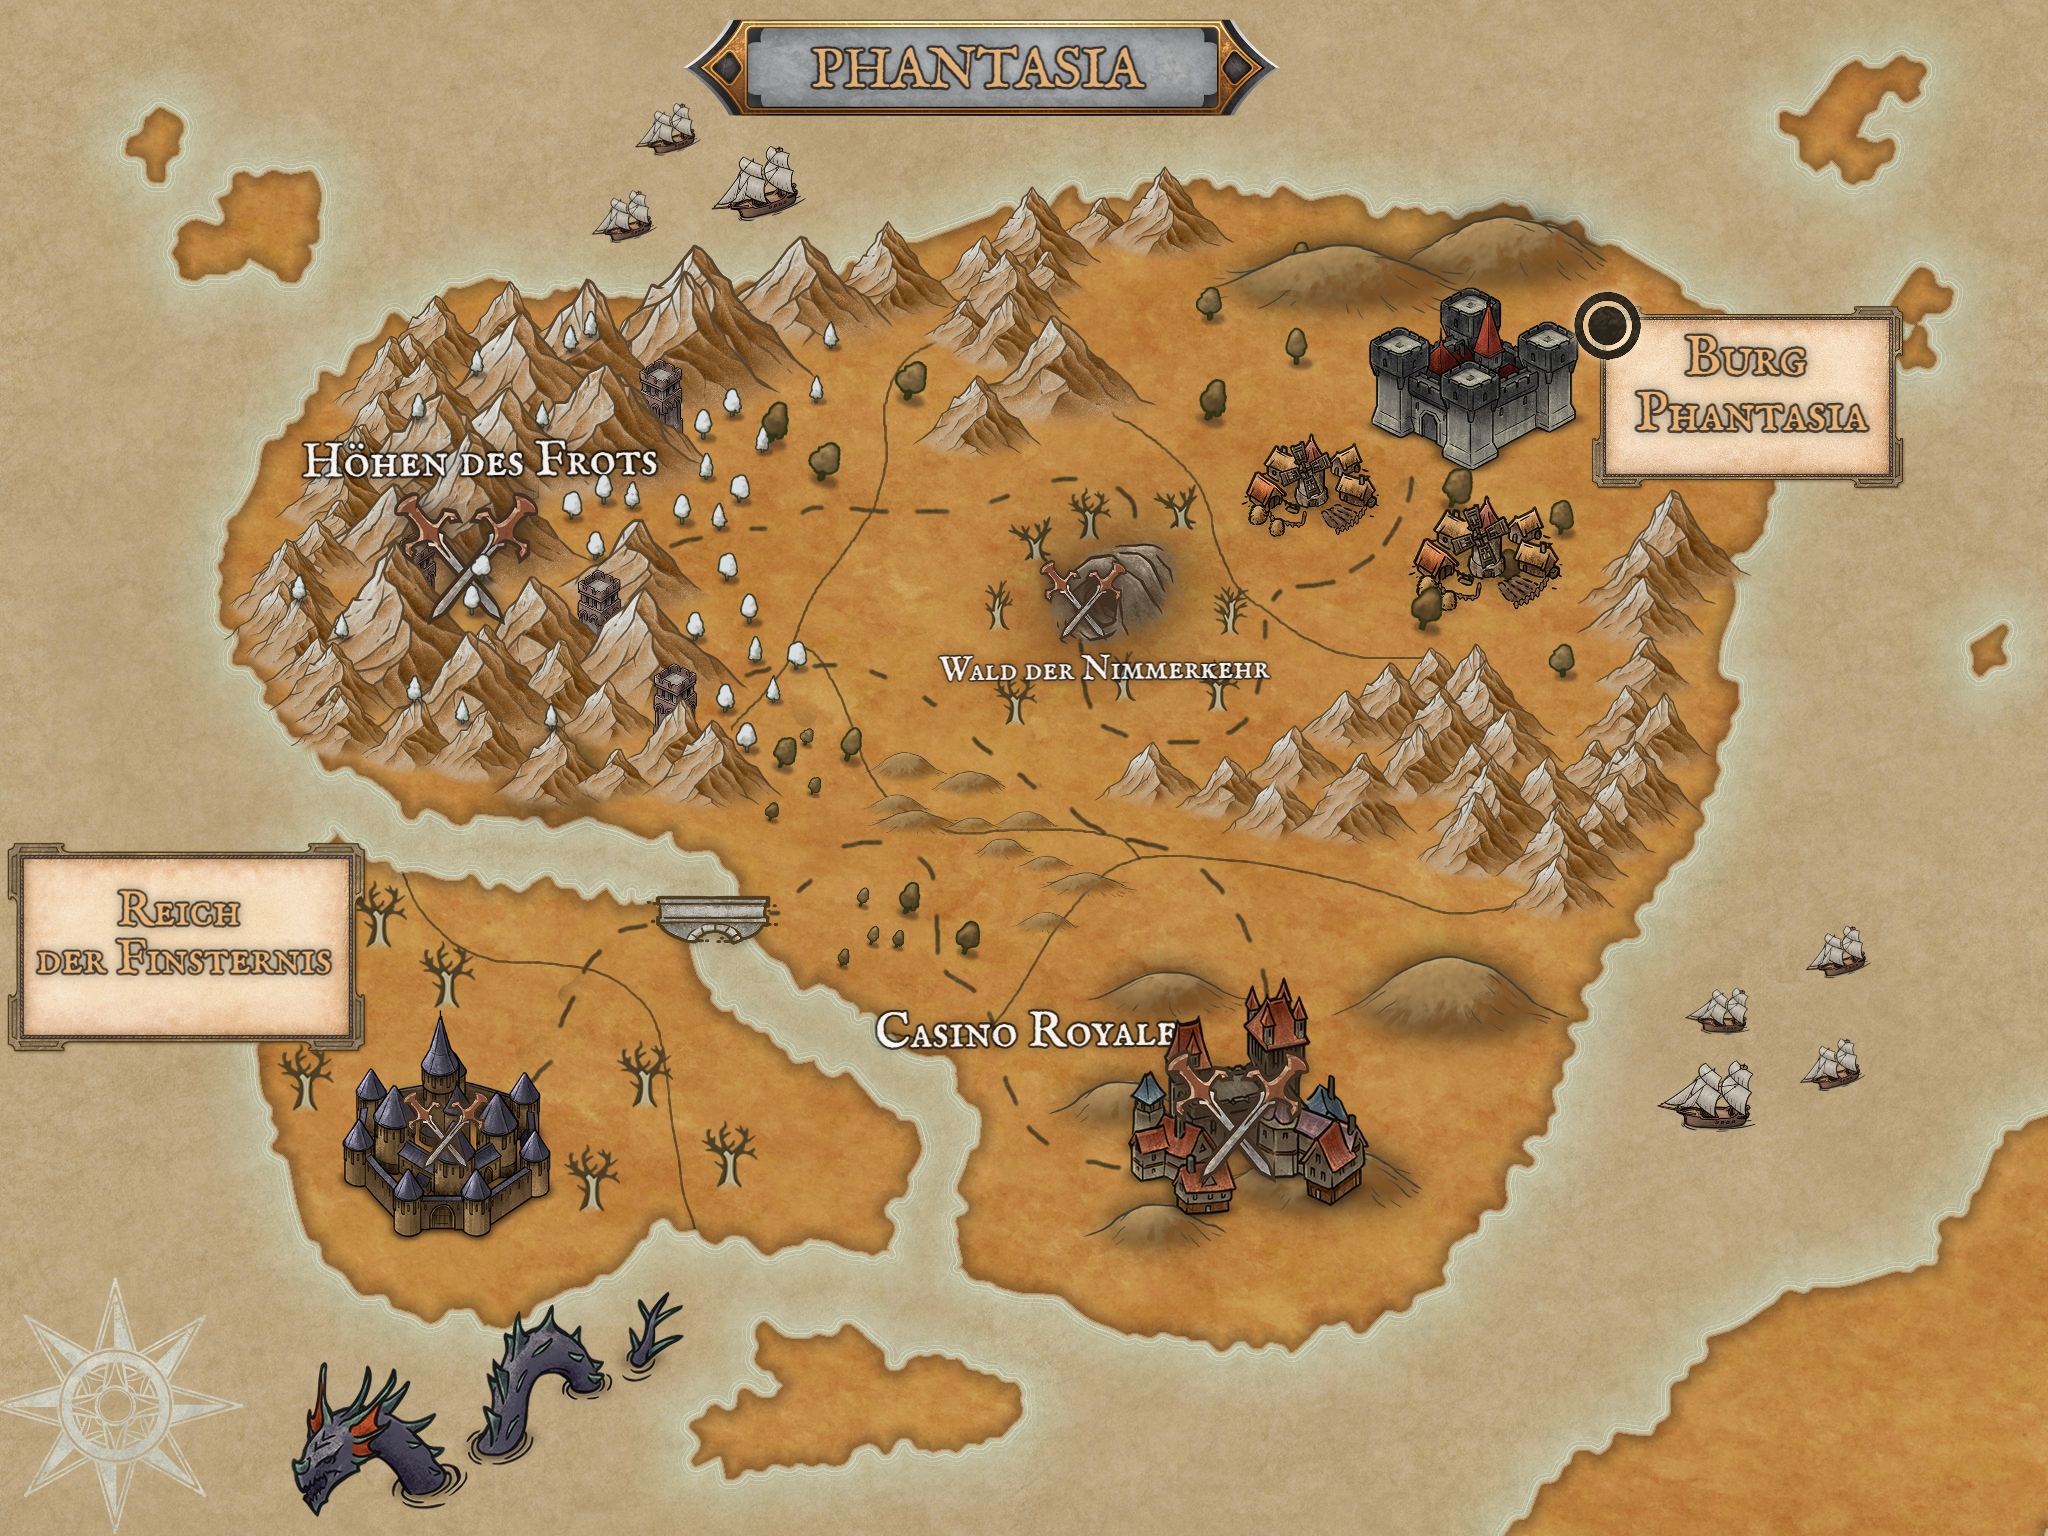 PHANTASIA
Burg
Phantasia
Höhen des Frots
Wald der Nimmerkehr
Reich
der Finsternis
Casino Royale